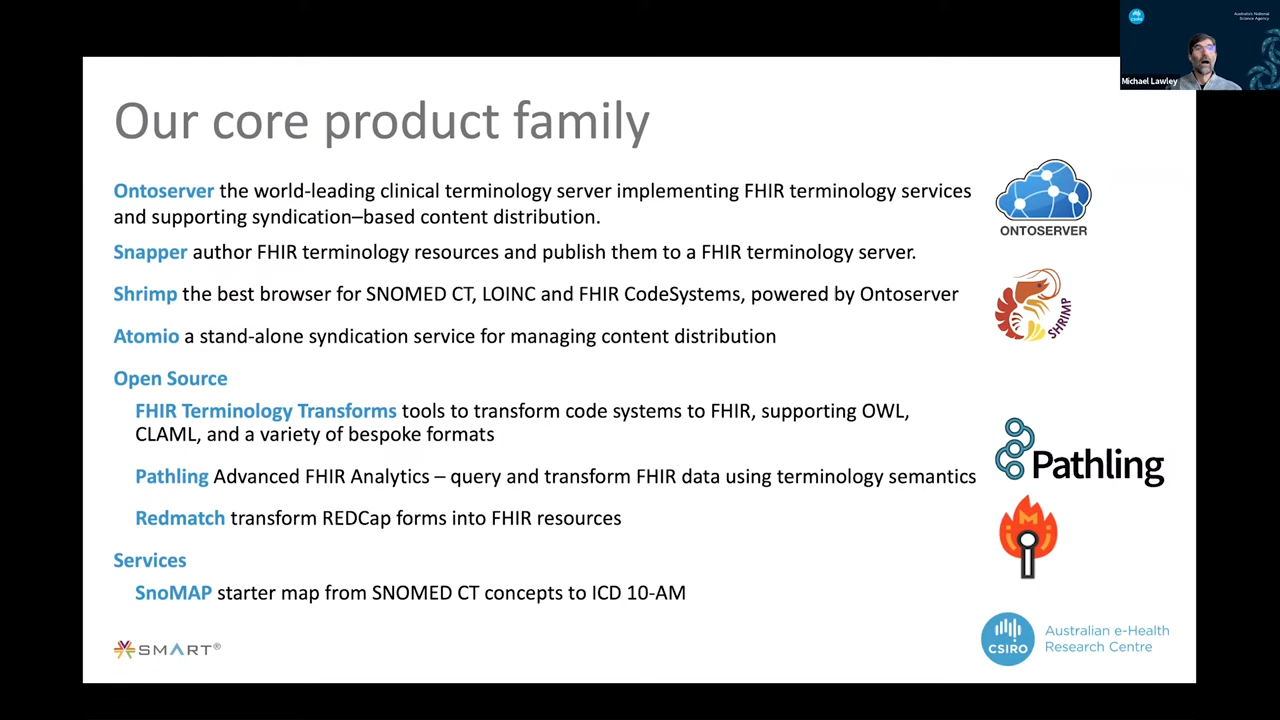 CSIRO
Australia's National
Science Agency
Michael Lawley
Our core product family
Ontoserver the world-leading clinical terminology server implementing FHIR terminology services
and supporting syndication–based content distribution.
ONTOSERVER
Snapper author FHIR terminology resources and publish them to a FHIR terminology server.
Shrimp the best browser for SNOMED CT, LOINC and FHIR CodeSystems, powered by Ontoserver
SHRIMP
Atomio a stand-alone syndication service for managing content distribution
Open Source
FHIR Terminology Transforms tools to transform code systems to FHIR, supporting OWL,
CLAML, and a variety of bespoke formats
Pathling
Pathling Advanced FHIR Analytics – query and transform FHIR data using terminology semantics
Redmatch transform REDCap forms into FHIR resources
M
Services
SnoMAP starter map from SNOMED CT concepts to ICD 10-AM
SMART®
CSIRO
Australian e-Health
Research Centre